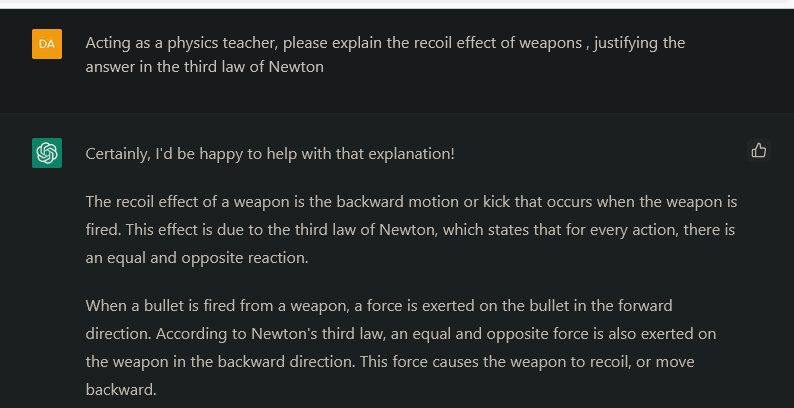 DA
Acting as a physics teacher, please explain the recoil effect of weapons , justifying the
answer in the third law of Newton
Certainly, I'd be happy to help with that explanation!
The recoil effect of a weapon is the backward motion or kick that occurs when the weapon is
fired. This effect is due to the third law of Newton, which states that for every action, there is
an equal and opposite reaction.
When a bullet is fired from a weapon, a force is exerted on the bullet in the forward
direction. According to Newton's third law, an equal and opposite force is also exerted on
the weapon in the backward direction. This force causes the weapon to recoil, or move
backward.